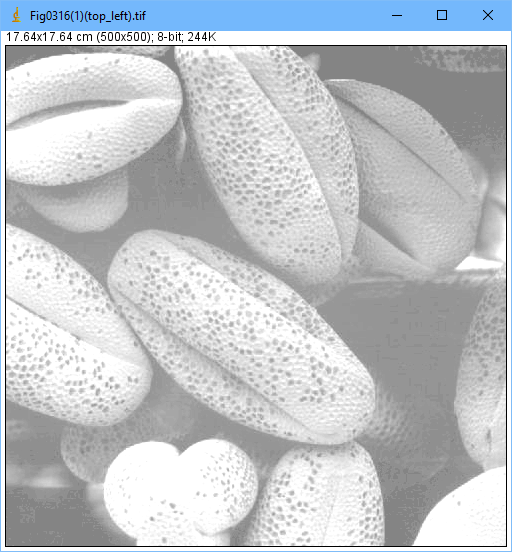 Fig0316(1)(top_left).tif
17.64x17.64 cm (500x500); 8-bit; 244K